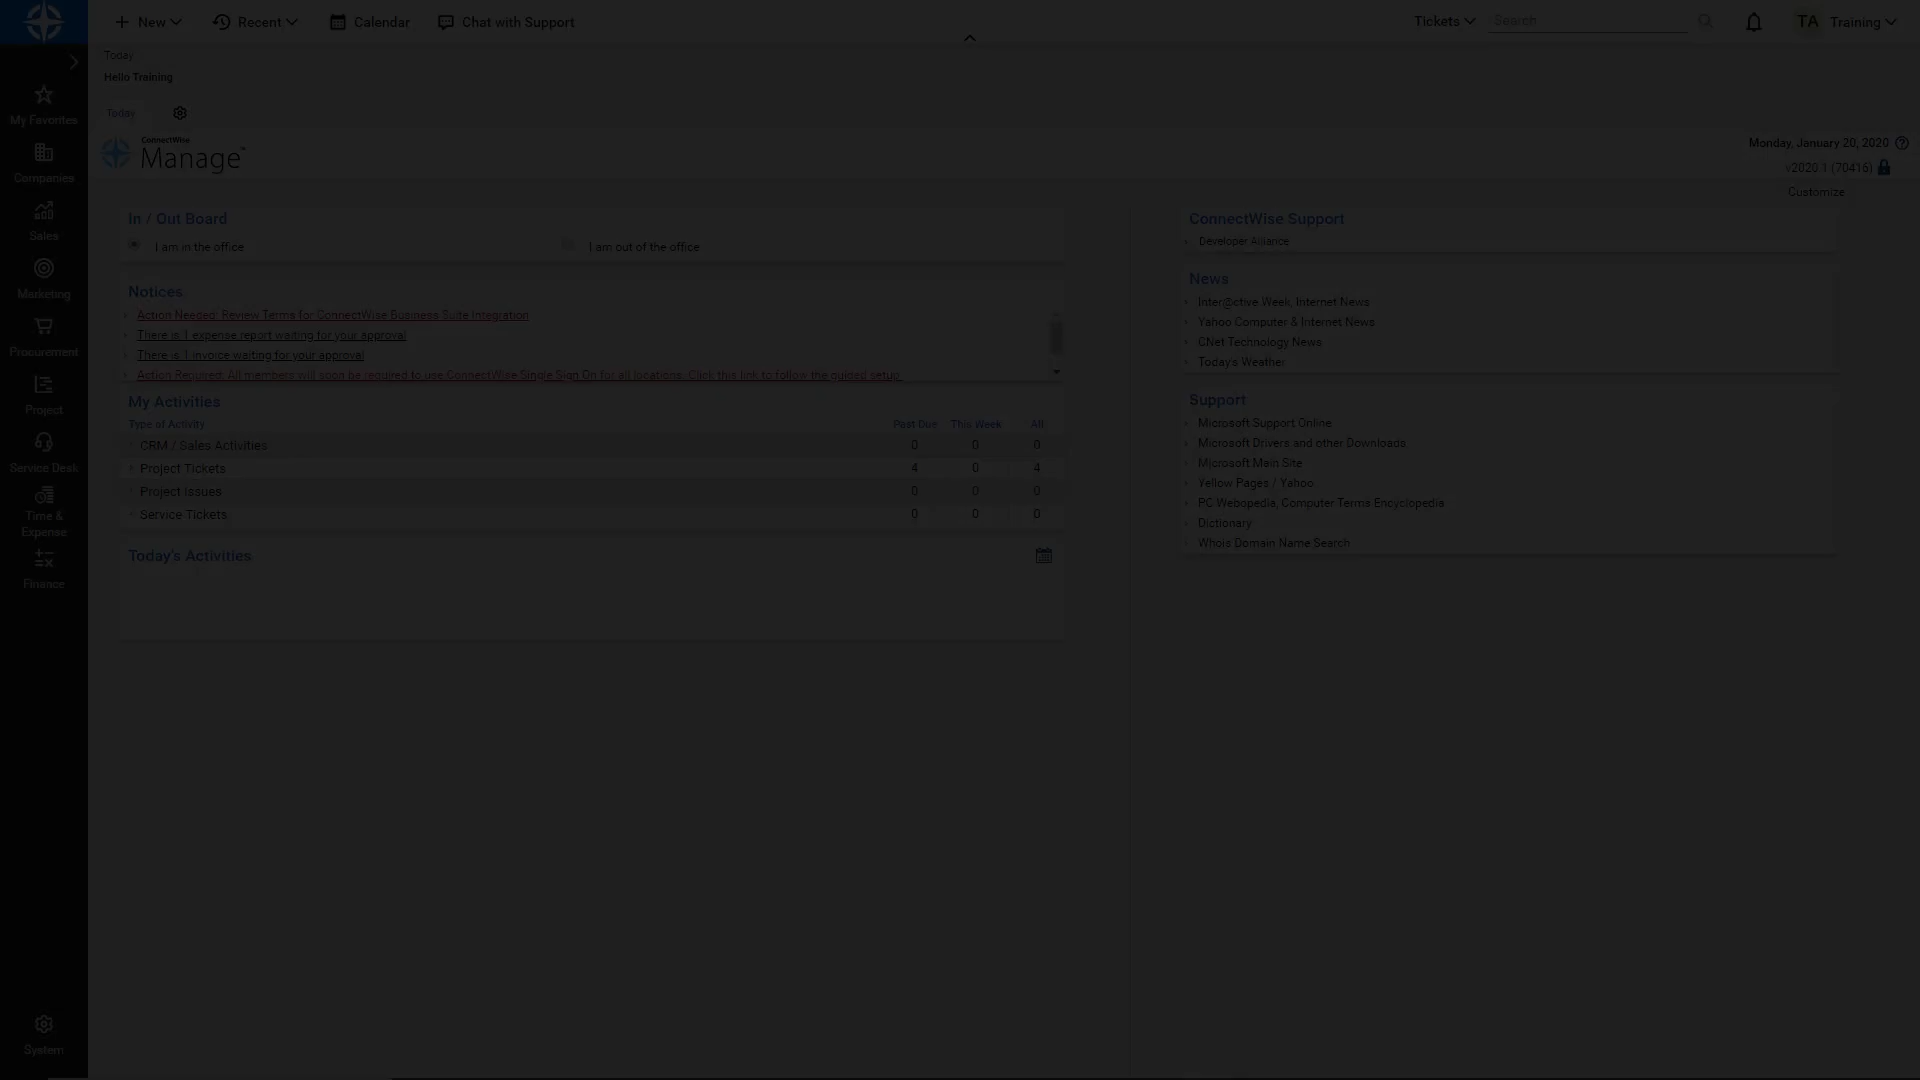 New
Recent
Calendar
Chat with Support
Tickets
Search
TA
Training
Today
Hello Training
Today
My Favorites
Companies
Sales
Marketing
Procurement
Project
Service Desk
Time &
Expense
Finance
System
ConnectWise
Manage™
Monday, January 20, 2020
v2020.1 (70416)
Customize
In / Out Board
I am in the office
I am out of the office
Notices
Action Needed: Review Terms for ConnectWise Business Suite Integration
There is 1 expense report waiting for your approval
There is 1 invoice waiting for your approval
Action Required: All members will soon be required to use ConnectWise Single Sign On for all locations. Click this link to follow the guided setup.
My Activities
Type of Activity Past Due This Week All
CRM / Sales Activities 0 0 0
Project Tickets 4 0 4
Project Issues 0 0 0
Service Tickets 0 0 0
Today's Activities
ConnectWise Support
Developer Alliance
News
Inter@ctive Week, Internet News
Yahoo Computer & Internet News
CNet Technology News
Today's Weather
Support
Microsoft Support Online
Microsoft Drivers and other Downloads
Microsoft Main Site
Yellow Pages / Yahoo
PC Webopedia, Computer Terms Encyclopedia
Dictionary
Whois Domain Name Search